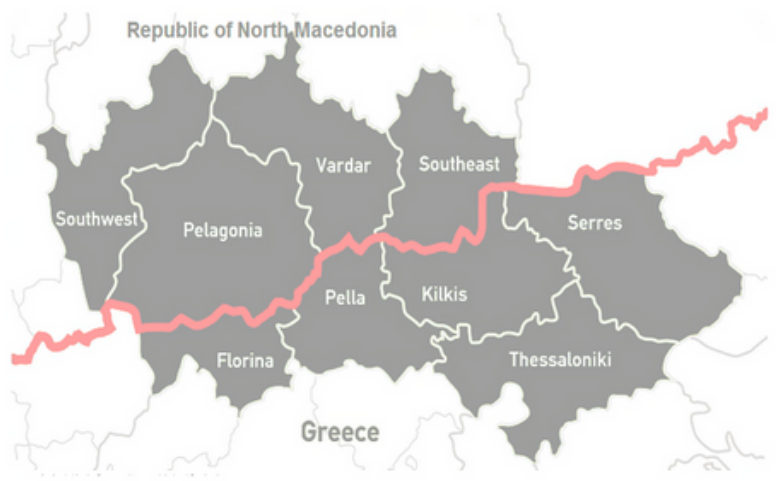 Republic of North Macedonia
Vardar
Southeast
Southwest
Pelagonia
Serres
Pella
Kilkis
Florina
Thessaloniki
Greece